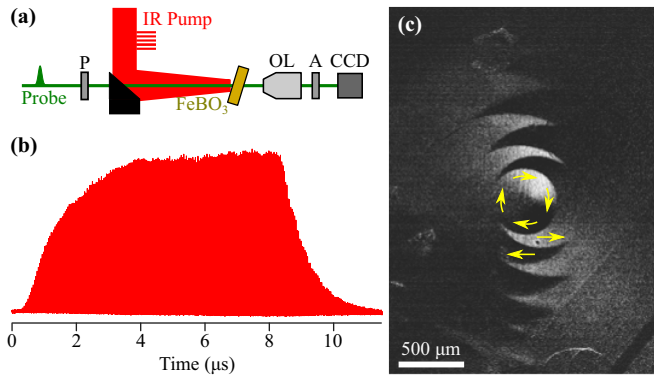 (a)
IR Pump
P
OL
A
CCD
Probe
FeBO₃
(b)
0
2
4
6
8
10
Time (μs)
(c)
500 μm